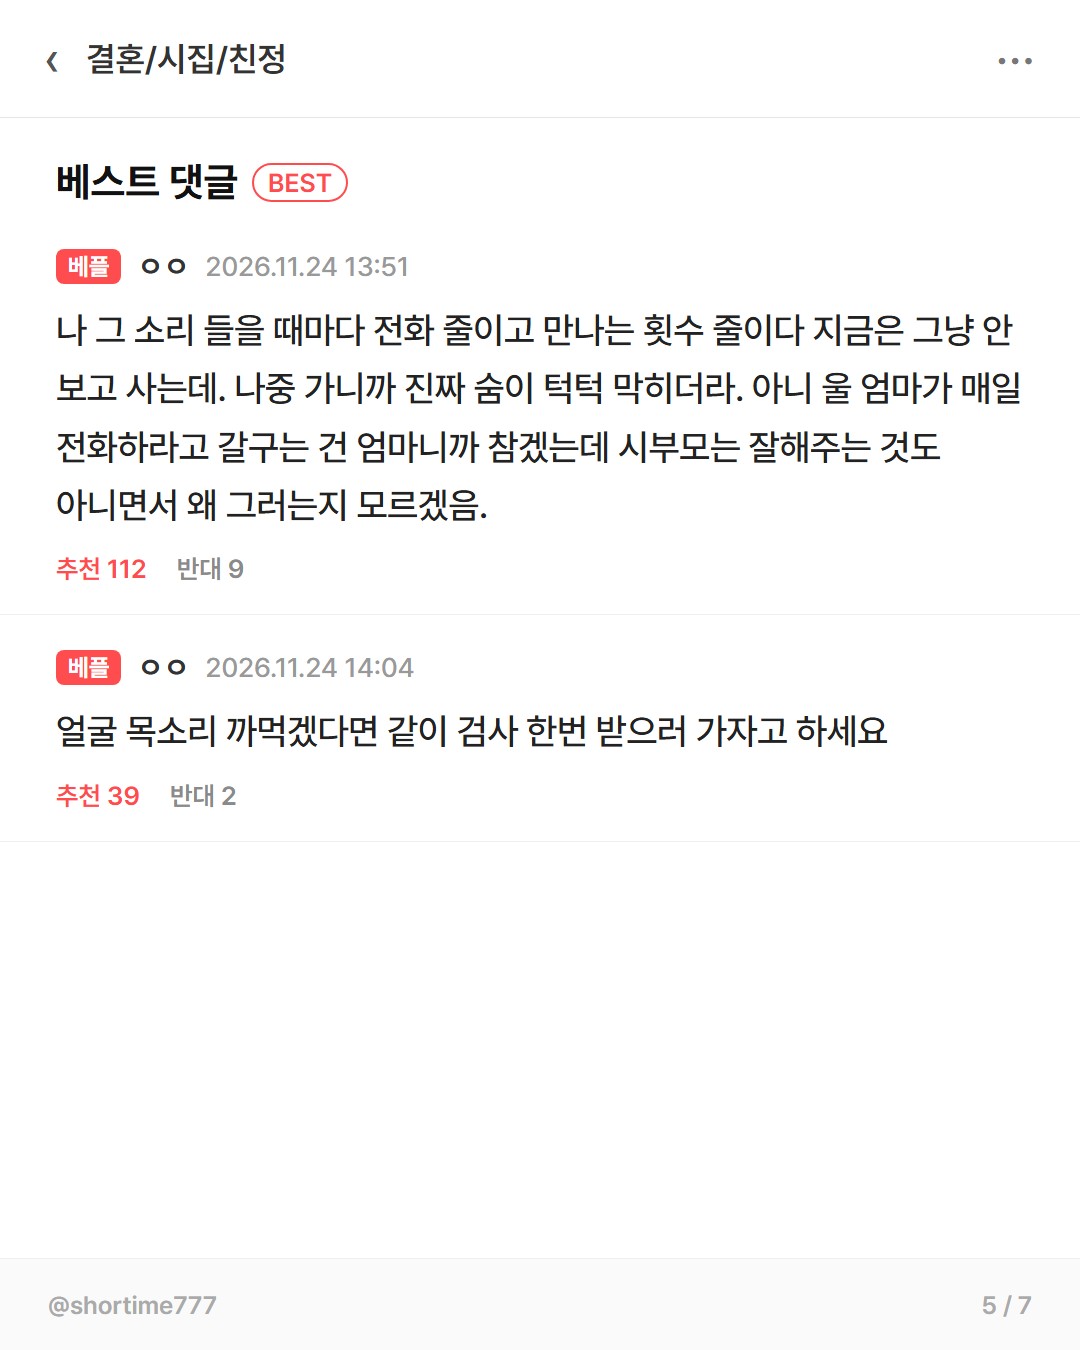 결혼/시집/친정
베스트 댓글 BEST
베플 ㅇㅇ 2026.11.24 13:51
나 그 소리 들을 때마다 전화 줄이고 만나는 횟수 줄이다 지금은 그냥 안
보고 사는데. 나중 가니까 진짜 숨이 턱턱 막히더라. 아니 울 엄마가 매일
전화하라고 갈구는 건 엄마니까 참겠는데 시부모는 잘해주는 것도
아니면서 왜 그러는지 모르겠음.
추천 112 반대 9
베플 ㅇㅇ 2026.11.24 14:04
얼굴 목소리 까먹겠다면 같이 검사 한번 받으러 가자고 하세요
추천 39 반대 2
@shortime777 5 / 7